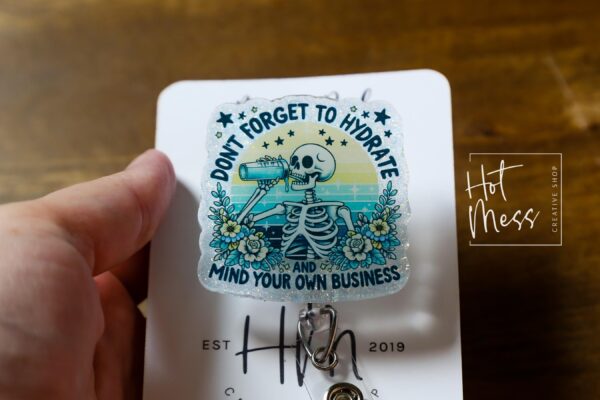 DON'T FORGET TO HYDRATE
AND
MIND YOUR OWN BUSINESS
EST Hm 2019
Hot
Mess
CREATIVE SHOP